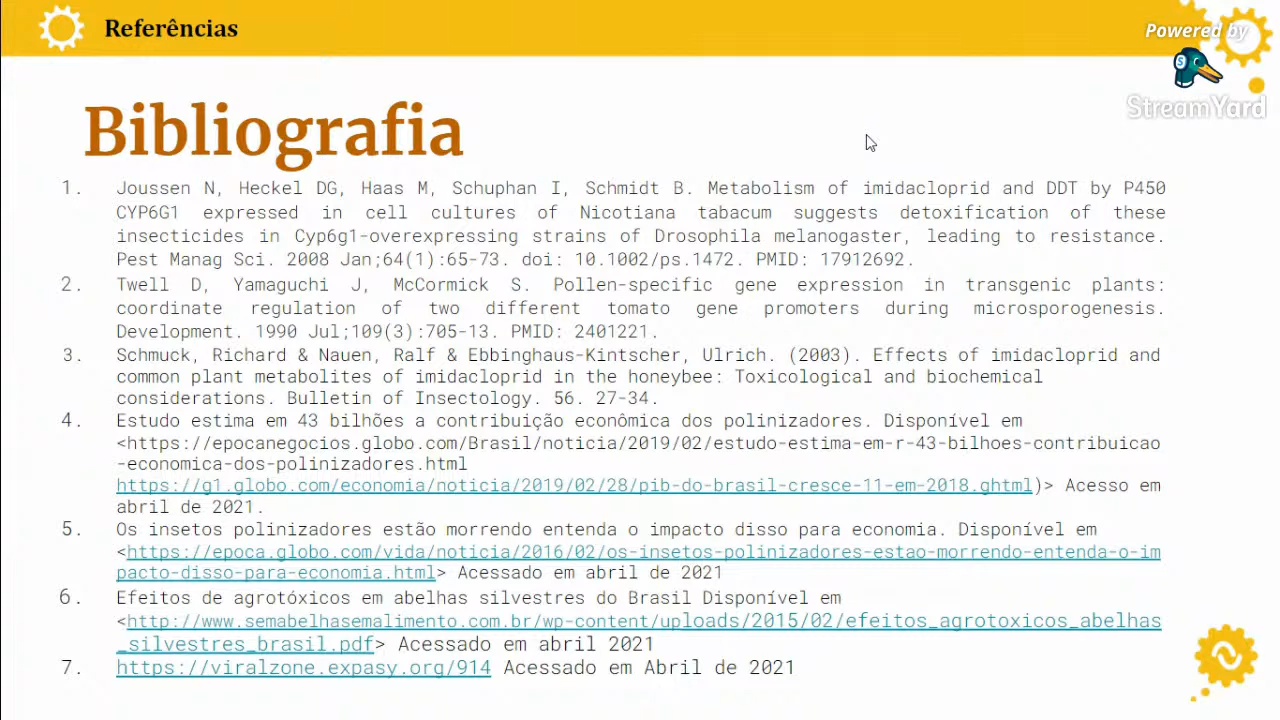 Referências
Powered by
StreamYard
Bibliografia
1. Joussen N, Heckel DG, Haas M, Schuphan I, Schmidt B. Metabolism of imidacloprid and DDT by P450
CYP6G1 expressed in cell cultures of Nicotiana tabacum suggests detoxification of these
insecticides in Cyp6g1-overexpressing strains of Drosophila melanogaster, leading to resistance.
Pest Manag Sci. 2008 Jan;64(1):65-73. doi: 10.1002/ps.1472. PMID: 17912692.
2. Twell D, Yamaguchi J, McCormick S. Pollen-specific gene expression in transgenic plants:
coordinate regulation of two different tomato gene promoters during microsporogenesis.
Development. 1990 Jul;109(3):705-13. PMID: 2401221.
3. Schmuck, Richard & Nauen, Ralf & Ebbinghaus-Kintscher, Ulrich. (2003). Effects of imidacloprid and
common plant metabolites of imidacloprid in the honeybee: Toxicological and biochemical
considerations. Bulletin of Insectology. 56. 27-34.
4. Estudo estima em 43 bilhões a contribuição econômica dos polinizadores. Disponível em
<https://epocanegocios.globo.com/Brasil/noticia/2019/02/estudo-estima-em-r-43-bilhoes-contribuicao
-economica-dos-polinizadores.html
https://g1.globo.com/economia/noticia/2019/02/28/pib-do-brasil-cresce-11-em-2018.ghtml)> Acesso em
abril de 2021.
5. Os insetos polinizadores estão morrendo entenda o impacto disso para economia. Disponível em
<https://epoca.globo.com/vida/noticia/2016/02/os-insetos-polinizadores-estao-morrendo-entenda-o-im
pacto-disso-para-economia.html> Acessado em abril de 2021
6. Efeitos de agrotóxicos em abelhas silvestres do Brasil Disponível em
<http://www.semabelhasemalimento.com.br/wp-content/uploads/2015/02/efeitos_agrotoxicos_abelhas
_silvestres_brasil.pdf> Acessado em abril 2021
7. https://viralzone.expasy.org/914 Acessado em Abril de 2021